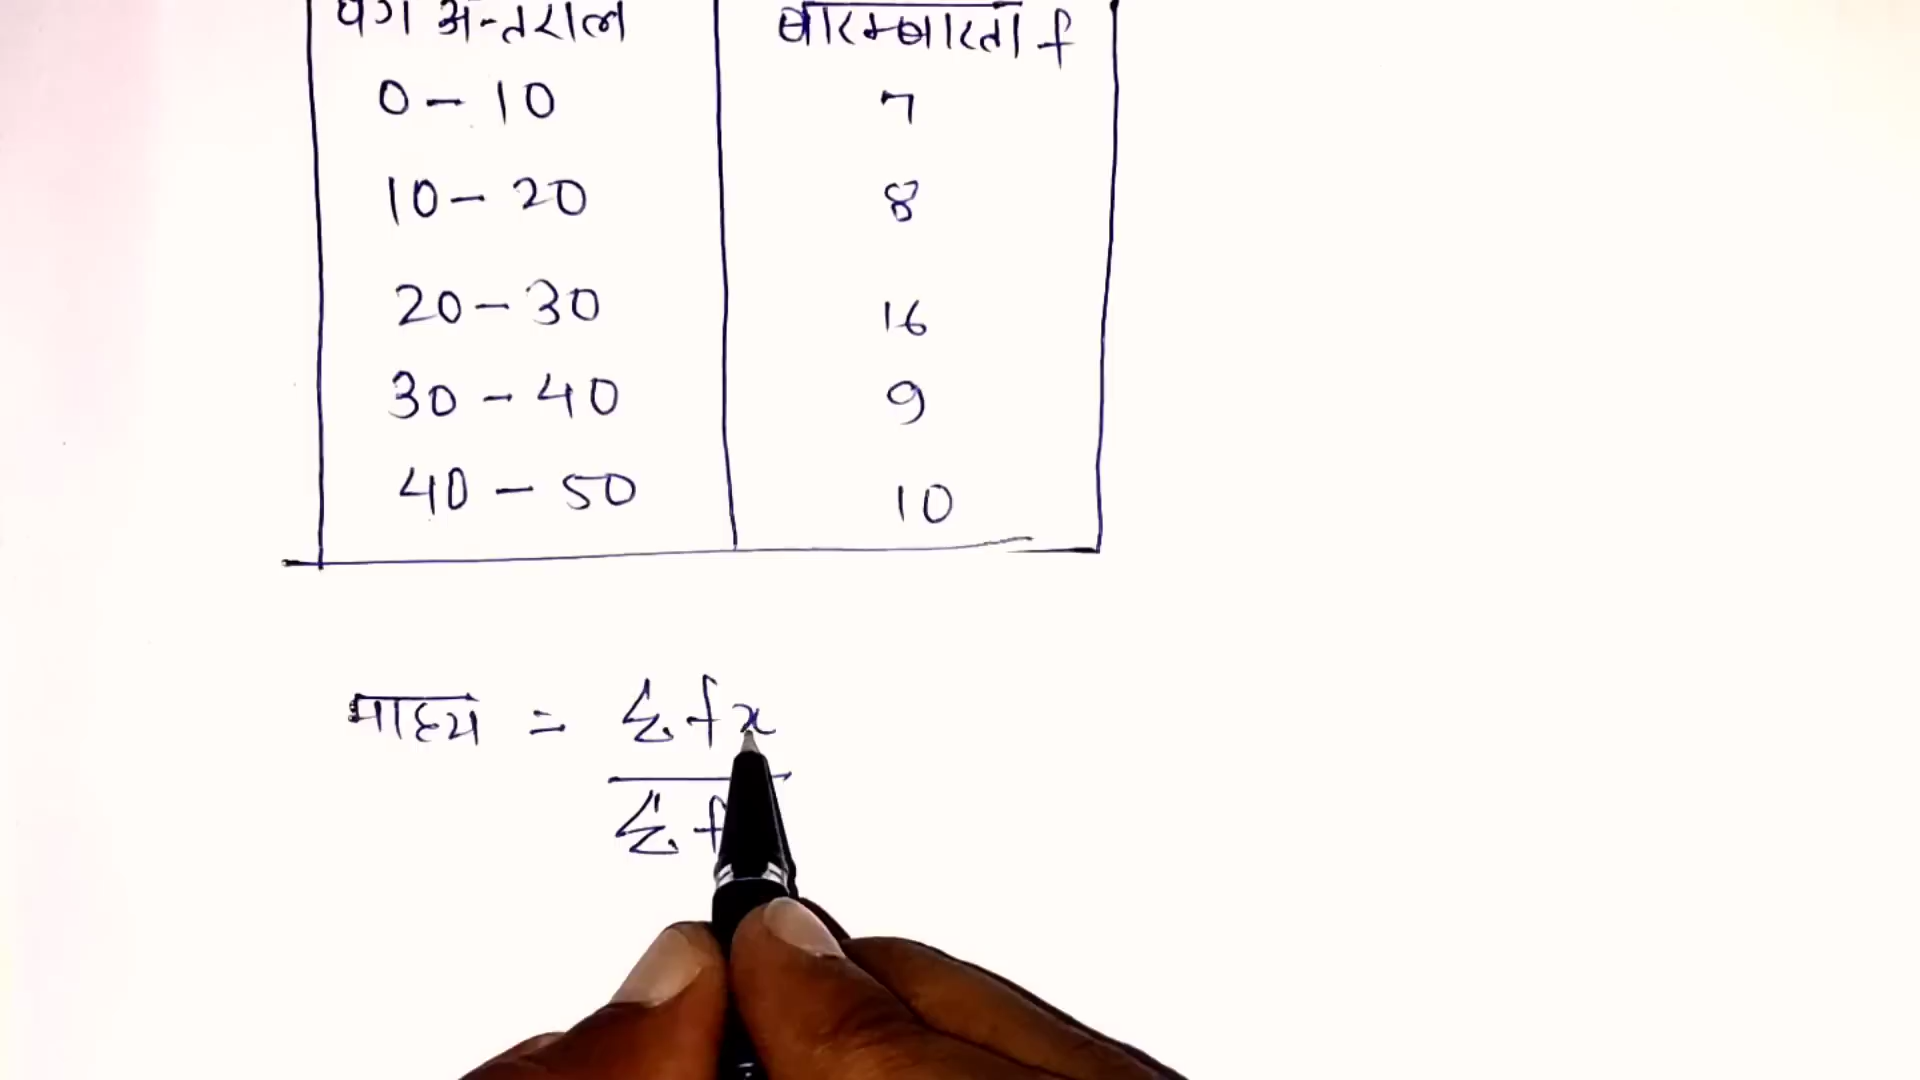 वर्ग अन्तराल बारम्बारता f
0 - 10 7
10 - 20 8
20 - 30 16
30 - 40 9
40 - 50 10
माध्य = Σfx
Σf